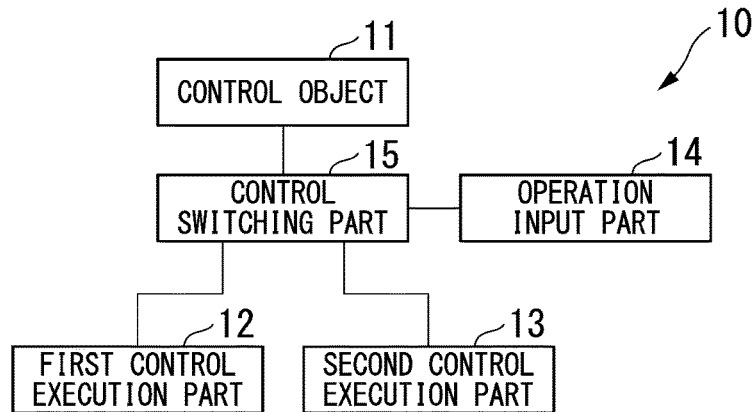 10
11
CONTROL OBJECT
15
CONTROL
SWITCHING PART
14
OPERATION
INPUT PART
12
FIRST CONTROL
EXECUTION PART
13
SECOND CONTROL
EXECUTION PART